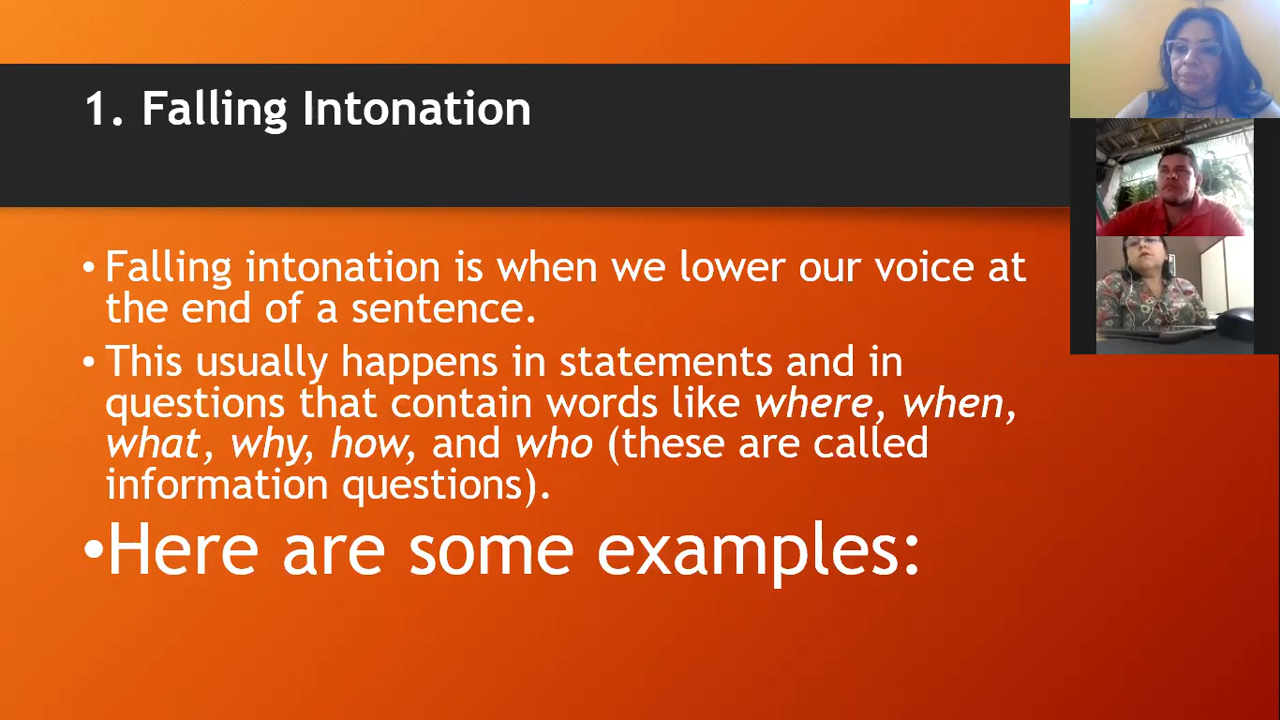 1. Falling Intonation
• Falling intonation is when we lower our voice at
the end of a sentence.
• This usually happens in statements and in
questions that contain words like where, when,
what, why, how, and who (these are called
information questions).
•Here are some examples: